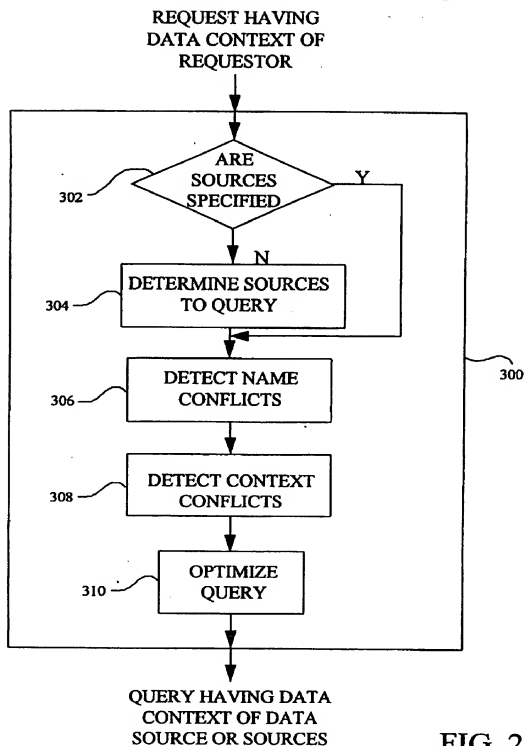 REQUEST HAVING
DATA CONTEXT OF
REQUESTOR
ARE
SOURCES
SPECIFIED
302
Y
N
DETERMINE SOURCES
TO QUERY
304
300
DETECT NAME
CONFLICTS
306
DETECT CONTEXT
CONFLICTS
308
OPTIMIZE
QUERY
310
QUERY HAVING DATA
CONTEXT OF DATA
SOURCE OR SOURCES
FIG. 2